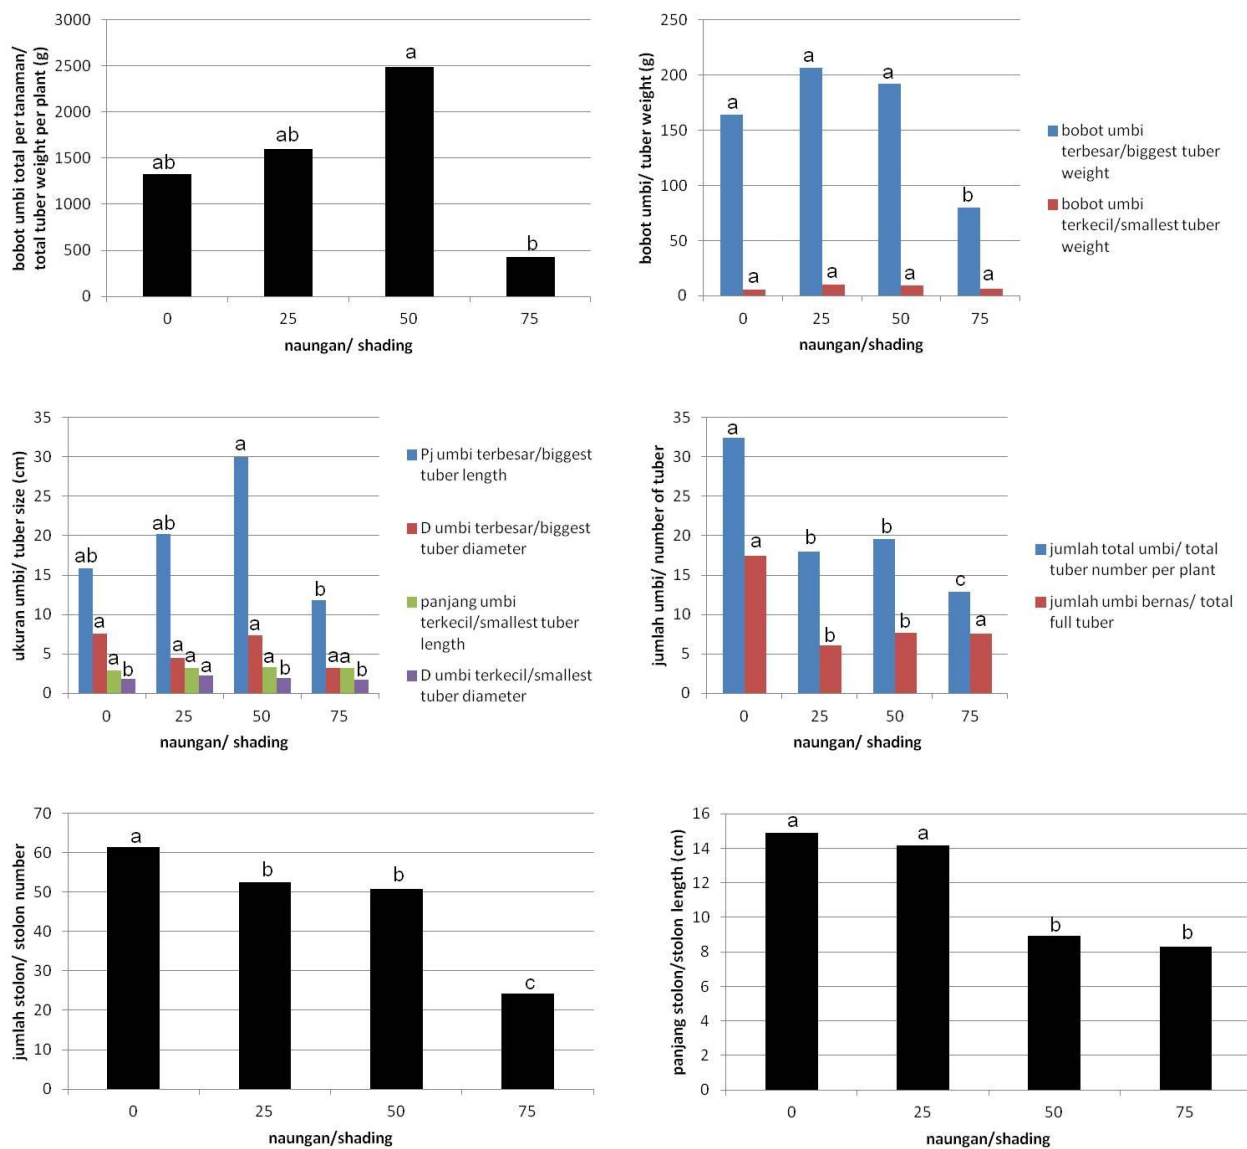 bobot umbi total per tanaman/
total tuber weight per plant (g)
3000
2500
2000
1500
1000
500
0
ab
ab
a
b
0 25 50 75
naungan/ shading
bobot umbi/ tuber weight (g)
250
200
150
100
50
0
a
a
a
b
a
a
a
a
0 25 50 75
naungan/shading
bobot umbi
terbesar/biggest tuber
weight
bobot umbi
terkecil/smallest tuber
weight
ukuran umbi/ tuber size (cm)
35
30
25
20
15
10
5
0
ab
a
a
b
ab
a
a
a
a
a
a
b
b
a
a
b
0 25 50 75
naungan/ shading
Pj umbi terbesar/biggest
tuber length
D umbi terbesar/biggest
tuber diameter
panjang umbi
terkecil/smallest tuber
length
D umbi terkecil/smallest
tuber diameter
jumlah umbi/ number of tuber
35
30
25
20
15
10
5
0
a
a
b
b
b
b
c
a
0 25 50 75
naungan/ shading
jumlah total umbi/ total
tuber number per plant
jumlah umbi bernas/ total
full tuber
jumlah stolon/ stolon number
70
60
50
40
30
20
10
0
a
b
b
c
0 25 50 75
naungan/shading
panjang stolon/stolon length (cm)
16
14
12
10
8
6
4
2
0
a
a
b
b
0 25 50 75
naungan/shading